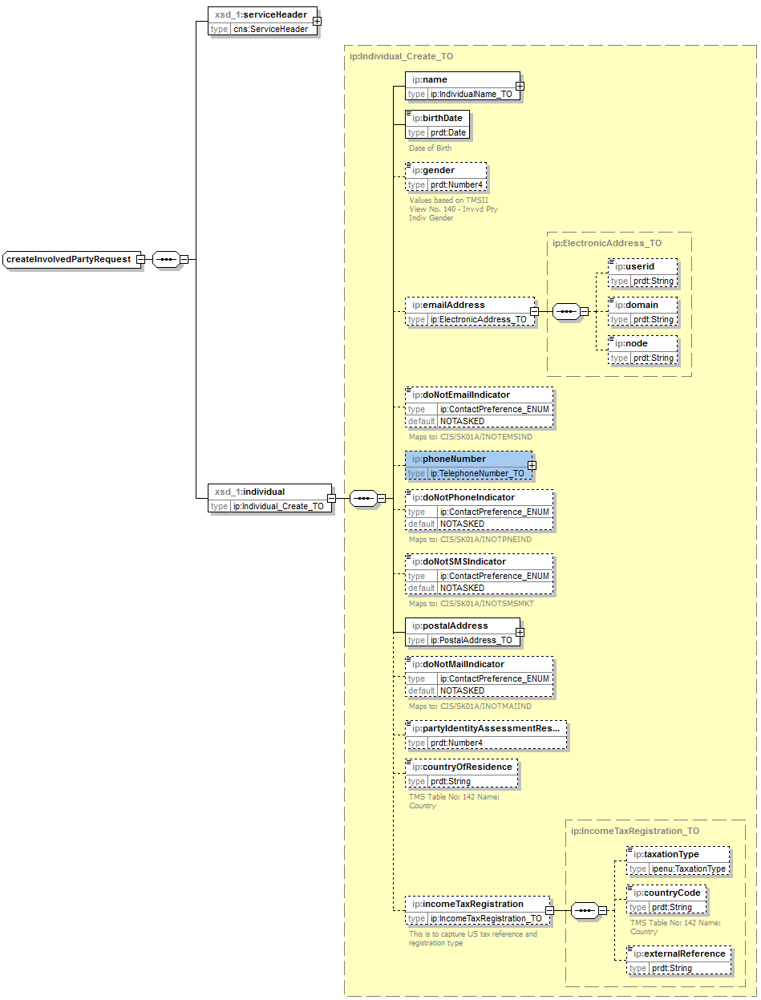 xsd_1:serviceHeader
type cns:ServiceHeader
ip:Individual_Create_TO
ip:name
type ip:IndividualName_TO
ip:birthDate
type prdt:Date
Date of Birth
ip:gender
type prdt:Number4
Values based on TMSII
View No. 140 - Invvd Pty
Indiv Gender
createInvolvedPartyRequest
ip:ElectronicAddress_TO
ip:userid
type prdt:String
ip:emailAddress
type ip:ElectronicAddress_TO
ip:domain
type prdt:String
ip:node
type prdt:String
ip:doNotEmailIndicator
type ip:ContactPreference_ENUM
default NOTASKED
Maps to: CIS/SK01A/INOTEMSIND
ip:phoneNumber
type ip:TelephoneNumber_TO
xsd_1:individual
type ip:Individual_Create_TO
ip:doNotPhoneIndicator
type ip:ContactPreference_ENUM
default NOTASKED
Maps to: CIS/SK01A/INOTPNEIND
ip:doNotSMSIndicator
type ip:ContactPreference_ENUM
default NOTASKED
Maps to: CIS/SK01A/INOTSMSMKT
ip:postalAddress
type ip:PostalAddress_TO
ip:doNotMailIndicator
type ip:ContactPreference_ENUM
default NOTASKED
Maps to: CIS/SK01A/INOTMAIIND
ip:partyIdentityAssessmentRes...
type prdt:Number4
ip:countryOfResidence
type prdt:String
TMS Table No: 142 Name:
Country
ip:IncomeTaxRegistration_TO
ip:taxationType
type ipenu:TaxationType
ip:incomeTaxRegistration
type ip:IncomeTaxRegistration_TO
This is to capture US tax reference and
registration type
ip:countryCode
type prdt:String
TMS Table No: 142 Name:
Country
ip:externalReference
type prdt:String